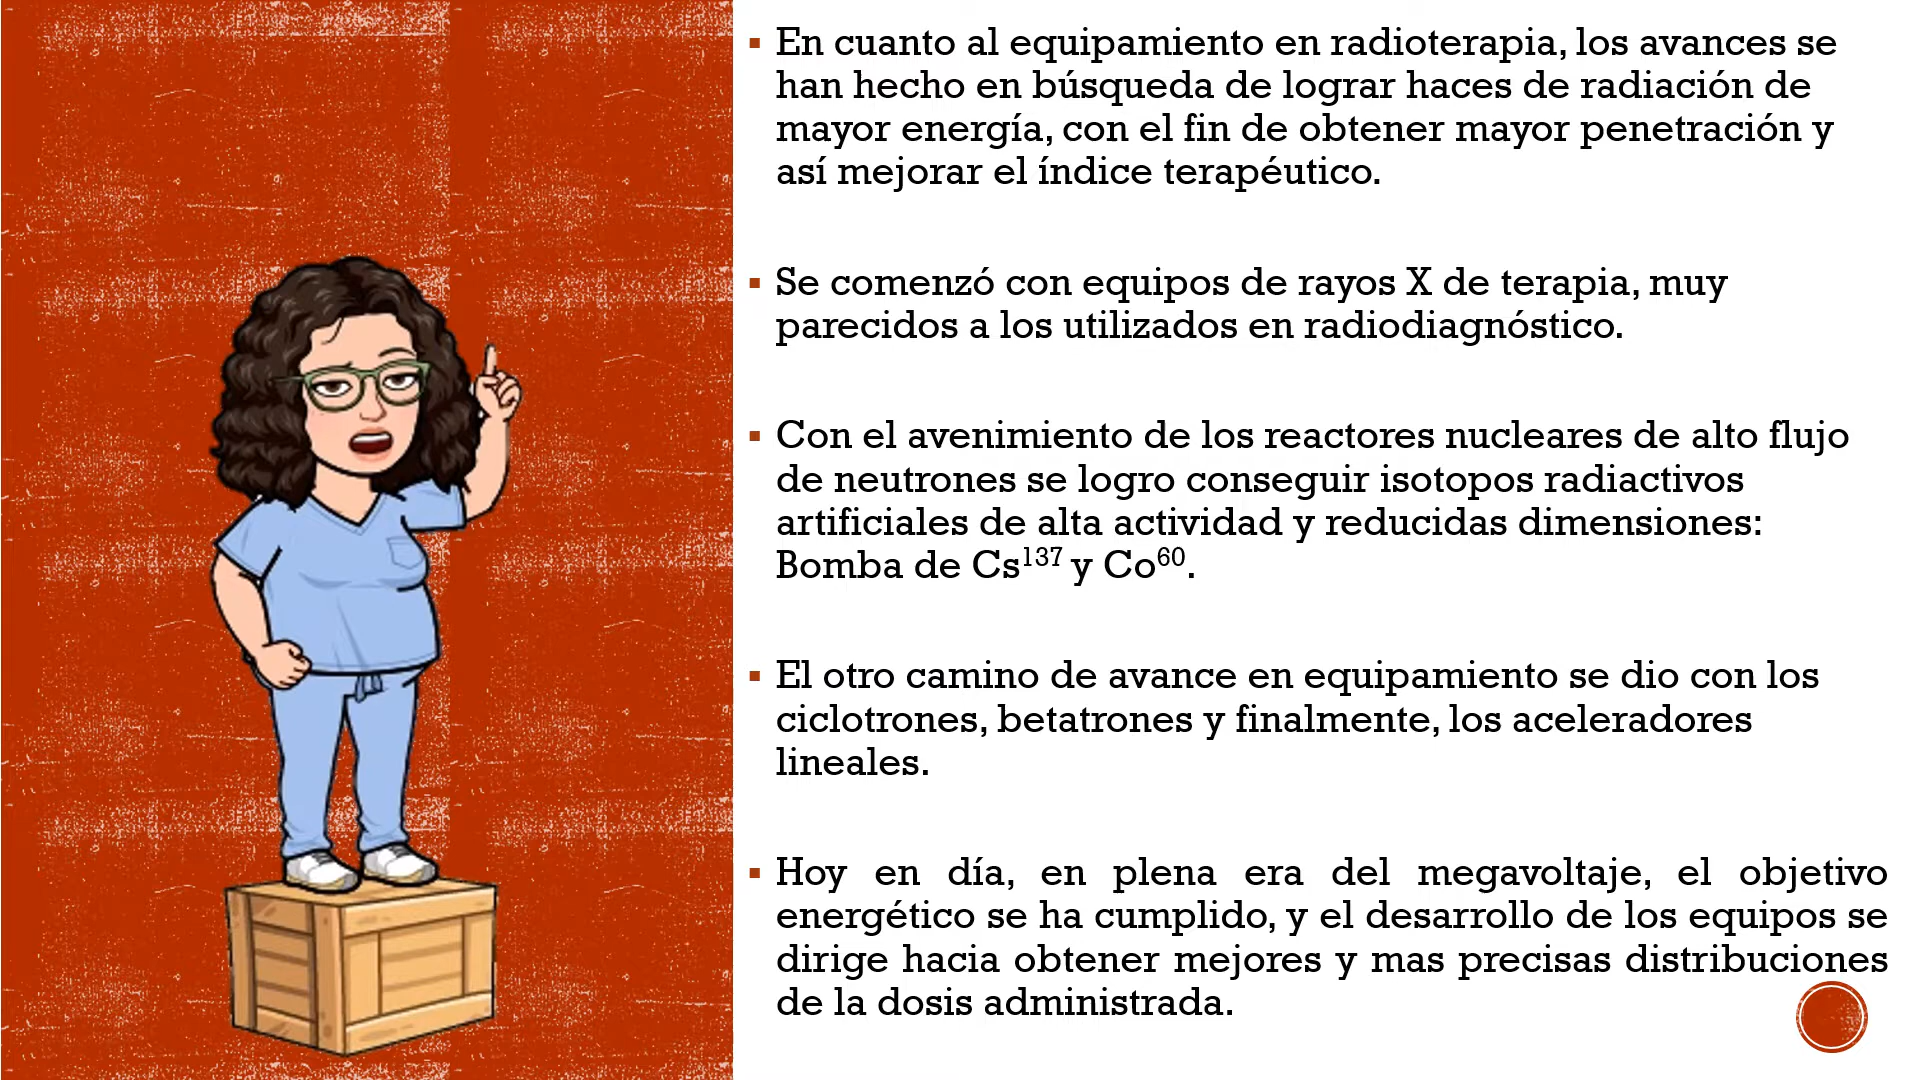 ▪ En cuanto al equipamiento en radioterapia, los avances se
han hecho en búsqueda de lograr haces de radiación de
mayor energía, con el fin de obtener mayor penetración y
así mejorar el índice terapéutico.
▪ Se comenzó con equipos de rayos X de terapia, muy
parecidos a los utilizados en radiodiagnóstico.
▪ Con el avenimiento de los reactores nucleares de alto flujo
de neutrones se logro conseguir isotopos radiactivos
artificiales de alta actividad y reducidas dimensiones:
Bomba de Cs¹³⁷ y Co⁶⁰.
▪ El otro camino de avance en equipamiento se dio con los
ciclotrones, betatrones y finalmente, los aceleradores
lineales.
▪ Hoy en día, en plena era del megavoltaje, el objetivo
energético se ha cumplido, y el desarrollo de los equipos se
dirige hacia obtener mejores y mas precisas distribuciones
de la dosis administrada.